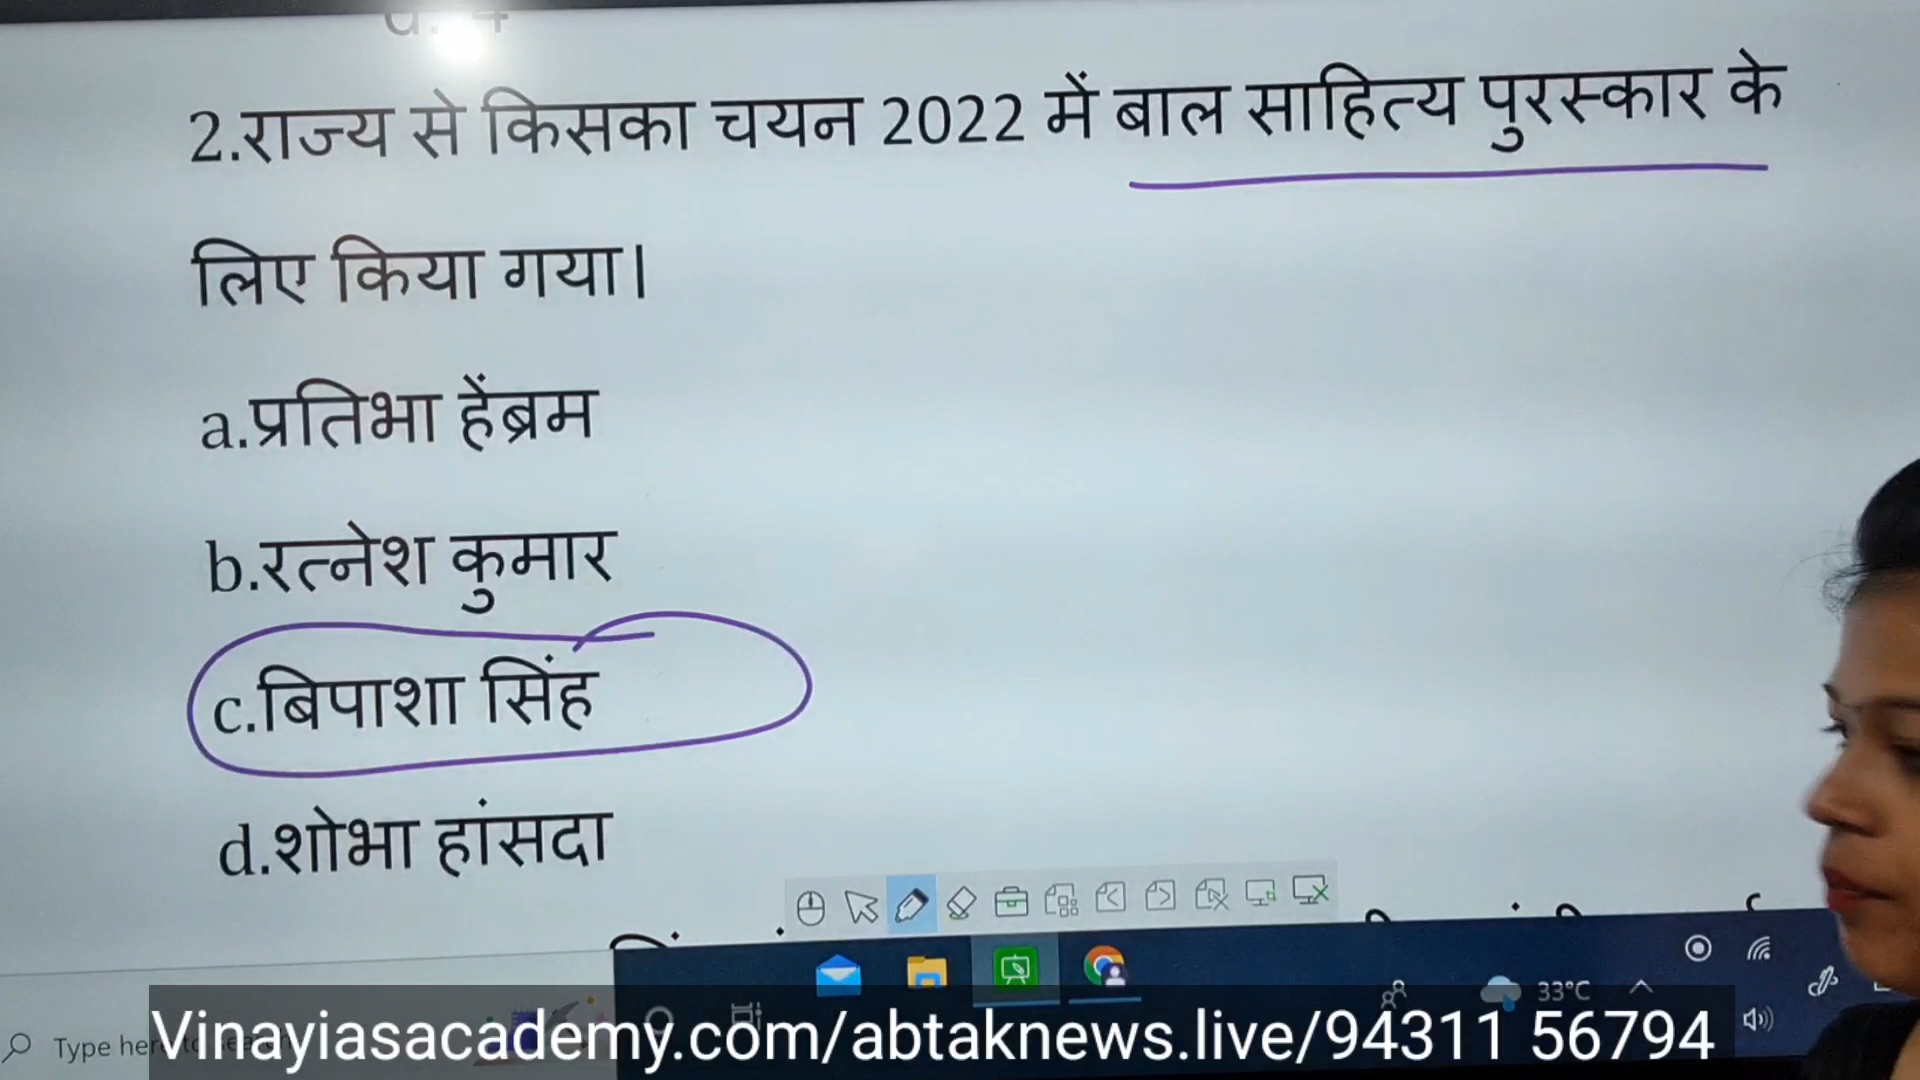 2.राज्य से किसका चयन 2022 में बाल साहित्य पुरस्कार के
लिए किया गया।
a.प्रतिभा हेंब्रम
b.रत्नेश कुमार
c.बिपाशा सिंह
d.शोभा हांसदा
33°C
Type here
Vinayiasacademy.com/abtaknews.live/94311 56794